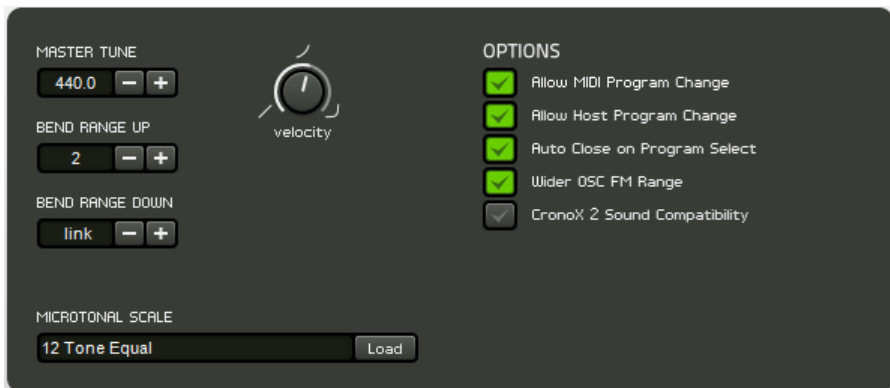 MASTER TUNE
440.0
BEND RANGE UP
2
BEND RANGE DOWN
link
velocity
OPTIONS
Allow MIDI Program Change
Allow Host Program Change
Auto Close on Program Select
Wider OSC FM Range
CronoX 2 Sound Compatibility
MICROTONAL SCALE
12 Tone Equal
Load